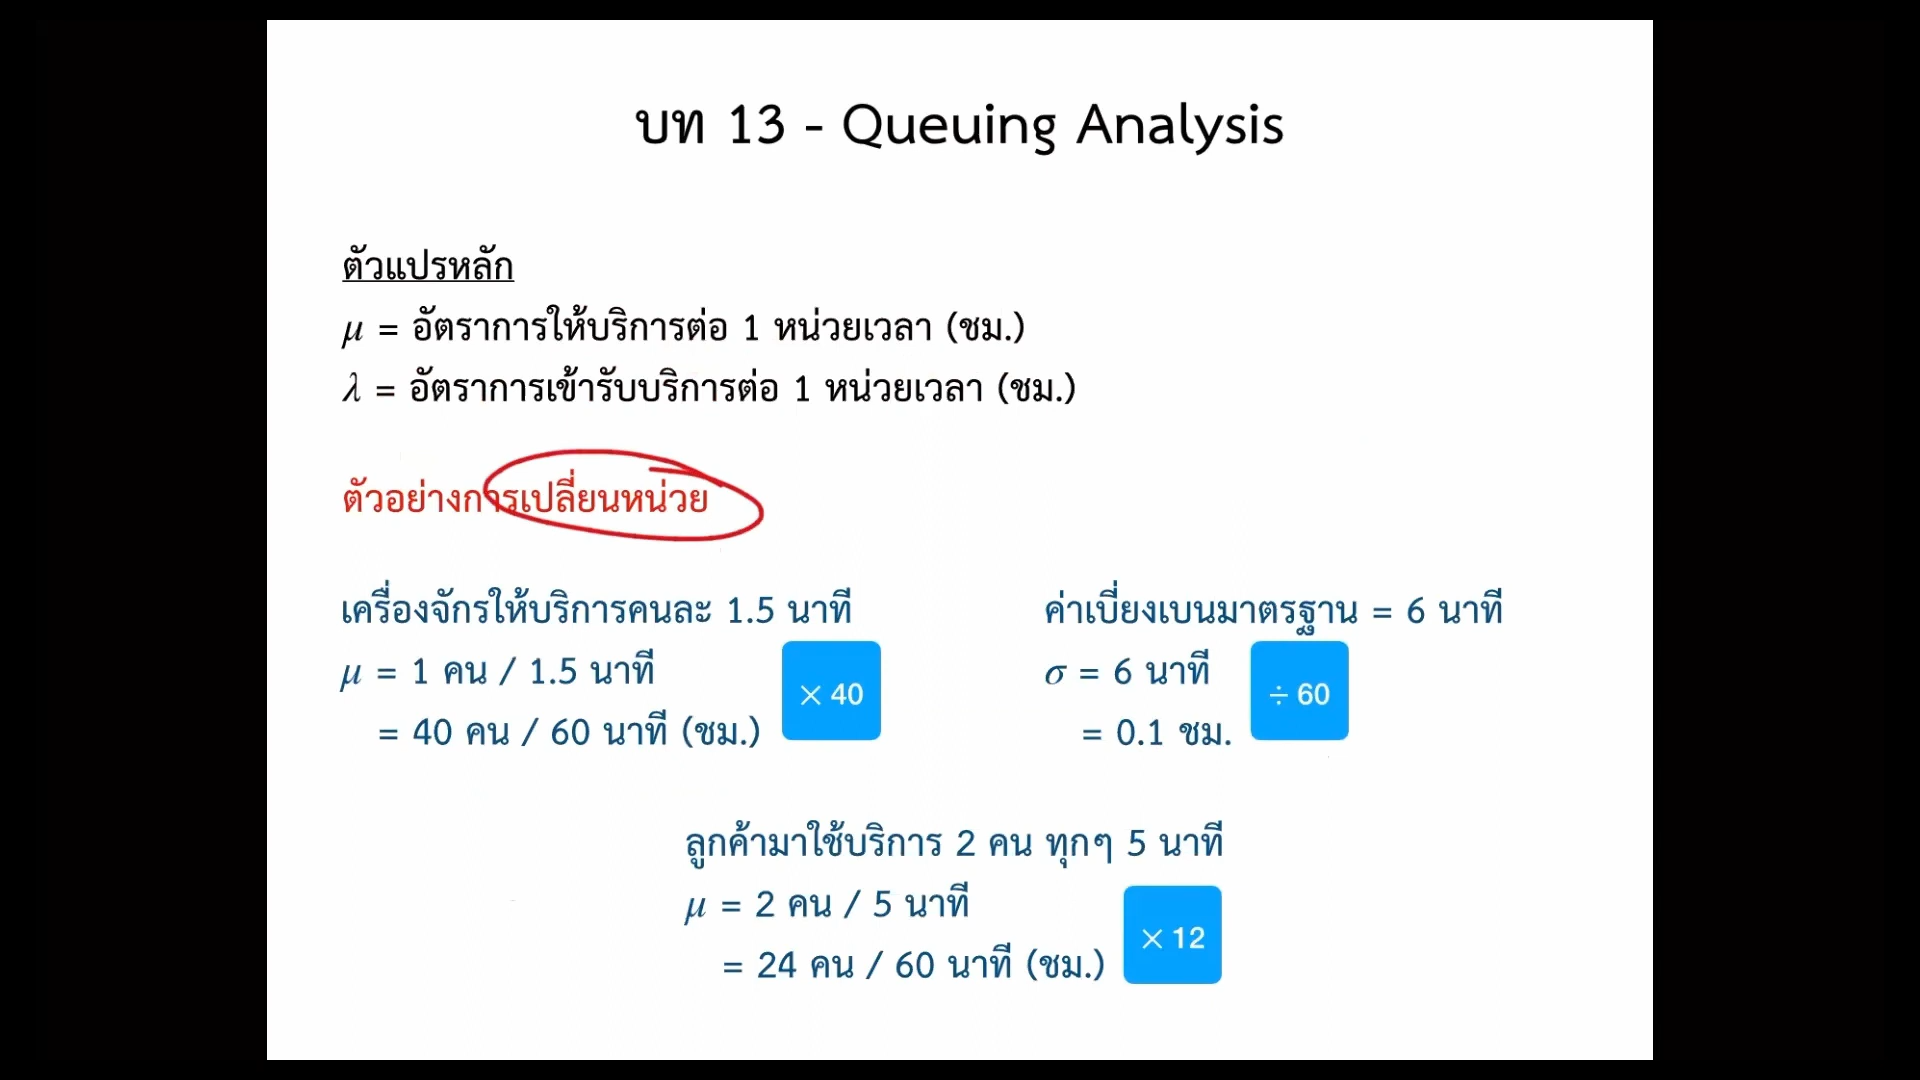 บท 13 - Queuing Analysis
ตัวแปรหลัก
μ = อัตราการให้บริการต่อ 1 หน่วยเวลา (ชม.)
λ = อัตราการเข้ารับบริการต่อ 1 หน่วยเวลา (ชม.)
ตัวอย่างการเปลี่ยนหน่วย
เครื่องจักรให้บริการคนละ 1.5 นาที
μ = 1 คน / 1.5 นาที
= 40 คน / 60 นาที (ชม.)
× 40
ค่าเบี่ยงเบนมาตรฐาน = 6 นาที
σ = 6 นาที
= 0.1 ชม.
÷ 60
ลูกค้ามาใช้บริการ 2 คน ทุกๆ 5 นาที
μ = 2 คน / 5 นาที
= 24 คน / 60 นาที (ชม.)
× 12